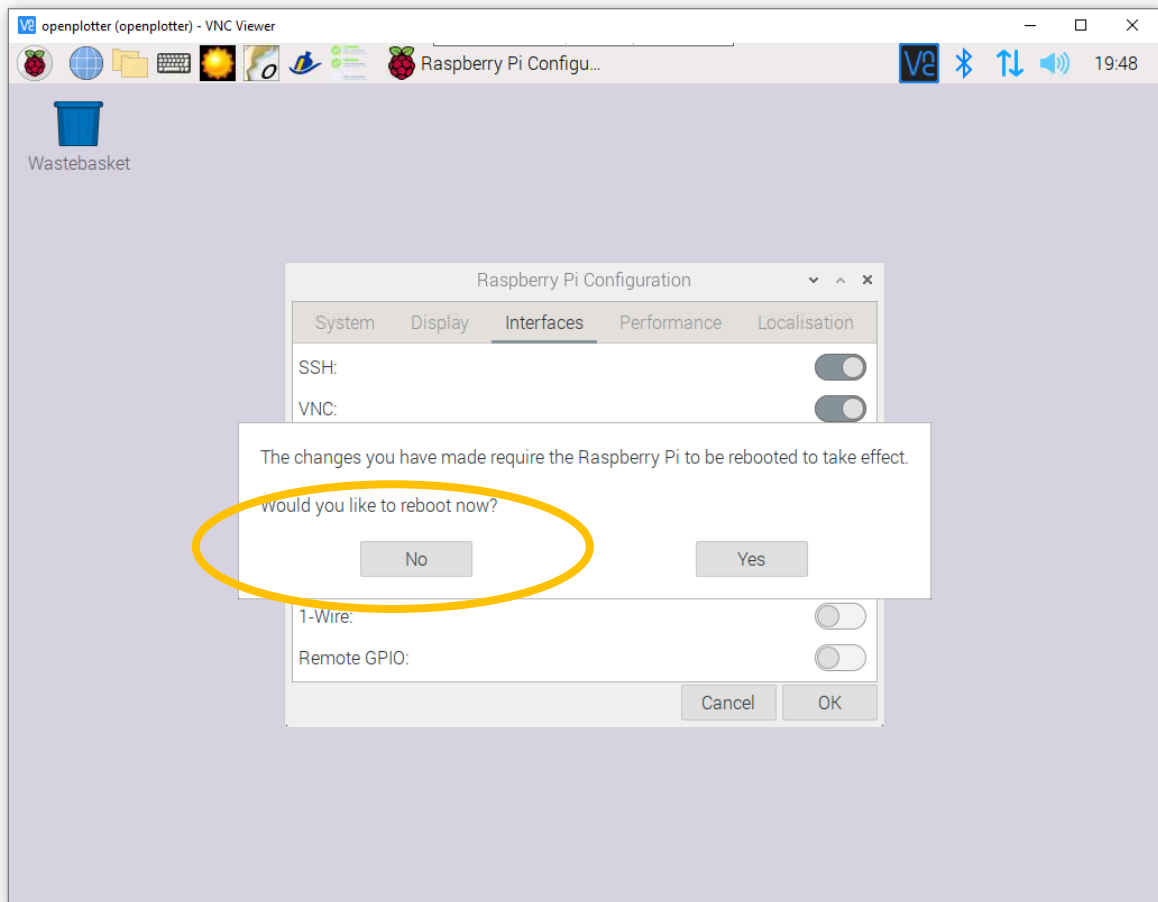 openplotter (openplotter) - VNC Viewer
Raspberry Pi Configu...
19:48
Wastebasket
Raspberry Pi Configuration
System Display Interfaces Performance Localisation
SSH:
VNC:
The changes you have made require the Raspberry Pi to be rebooted to take effect.
Would you like to reboot now?
No Yes
1-Wire:
Remote GPIO:
Cancel OK